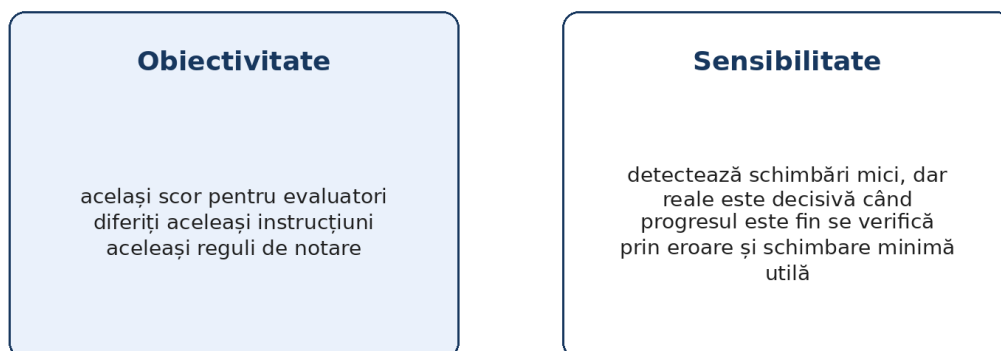 Obiectivitate
același scor pentru evaluatori
diferiți aceleași instrucțiuni
aceleași reguli de notare
Sensibilitate
detectează schimbări mici, dar
reale este decisivă când
progresul este fin se verifică
prin eroare și schimbare minimă
utilă